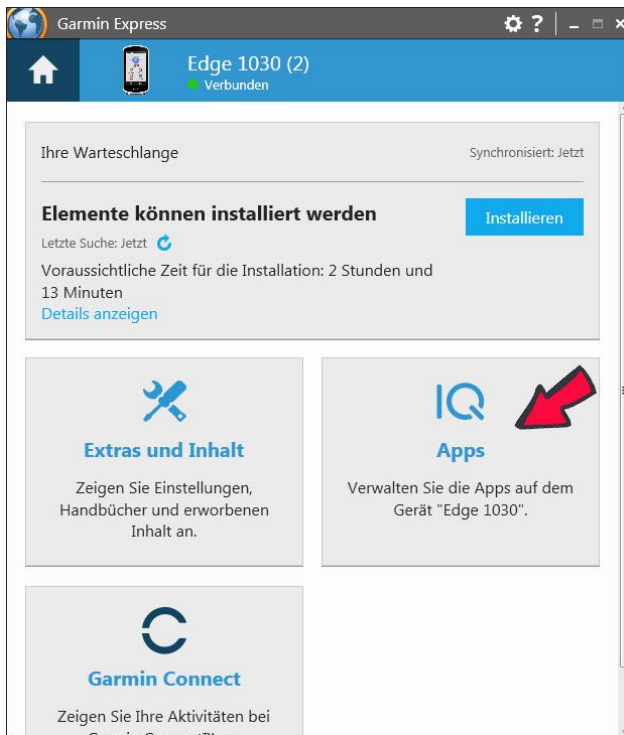 Garmin Express
?
Edge 1030 (2)
Verbunden
Ihre Warteschlange
Synchronisiert: Jetzt
Elemente können installiert werden
Installieren
Letzte Suche: Jetzt
Voraussichtliche Zeit für die Installation: 2 Stunden und
13 Minuten
Details anzeigen
Extras und Inhalt
Zeigen Sie Einstellungen,
Handbücher und erworbenen
Inhalt an.
IQ
Apps
Verwalten Sie die Apps auf dem
Gerät "Edge 1030".
Garmin Connect
Zeigen Sie Ihre Aktivitäten bei